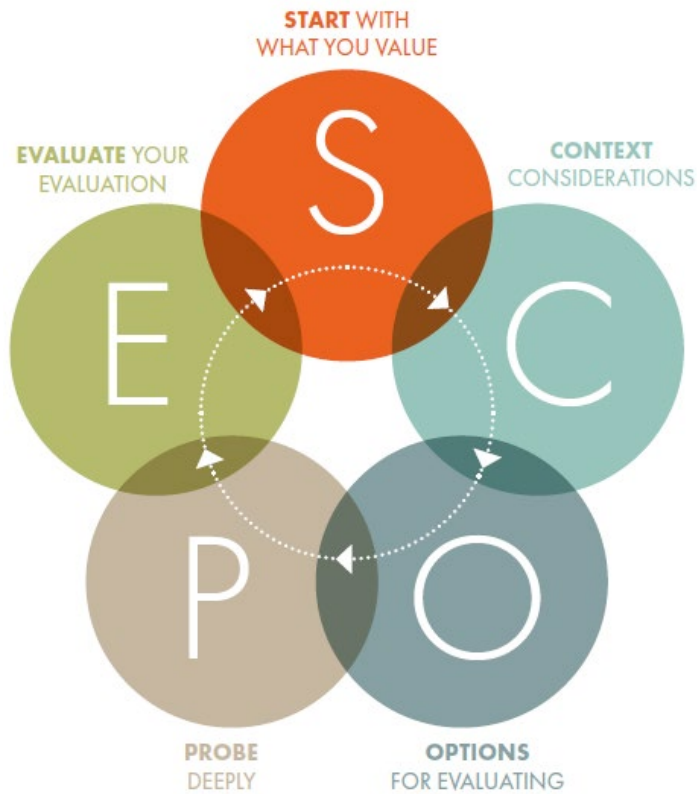 START WITH
WHAT YOU VALUE
S
CONTEXT
CONSIDERATIONS
C
OPTIONS
FOR EVALUATING
O
PROBE
DEEPLY
P
EVALUATE YOUR
EVALUATION
E